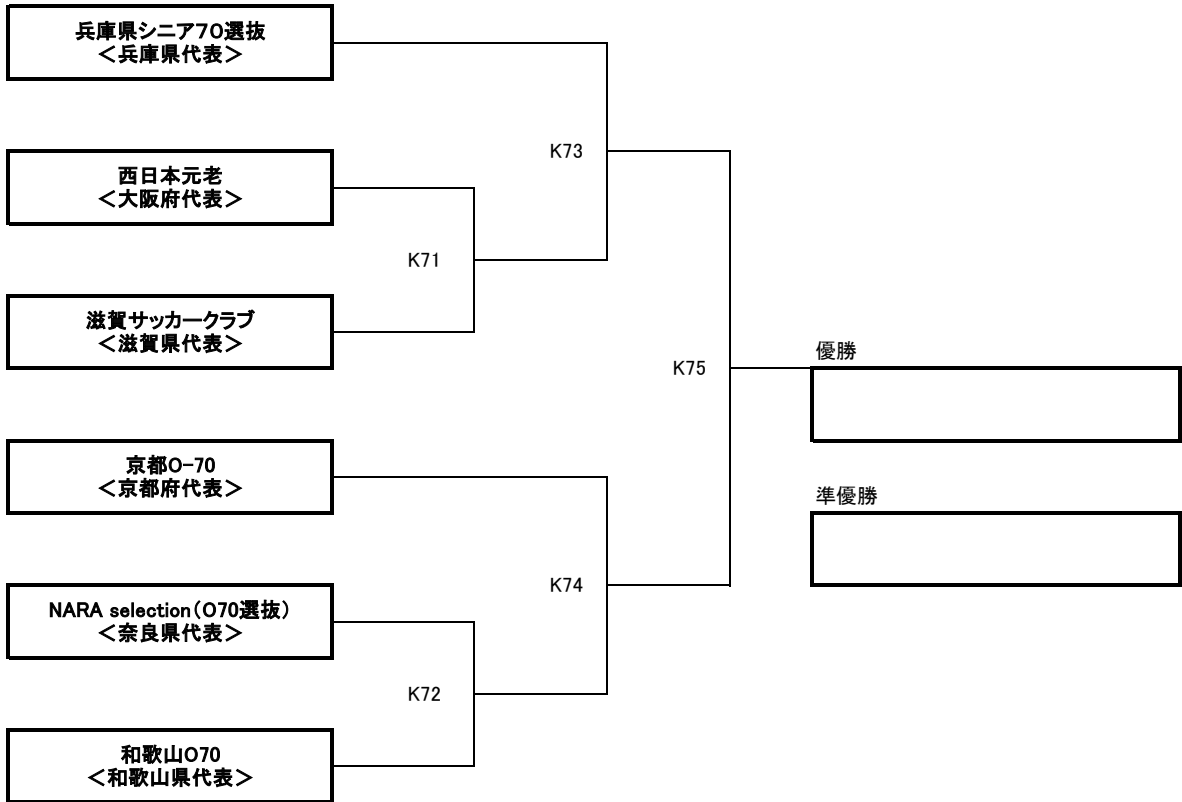 兵庫県シニア７０選抜
＜兵庫県代表＞
K73
西日本元老
＜大阪府代表＞
K71
滋賀サッカークラブ
＜滋賀県代表＞
優勝
K75
京都O-70
＜京都府代表＞
準優勝
K74
NARA selection（O70選抜）
＜奈良県代表＞
K72
和歌山O70
＜和歌山県代表＞